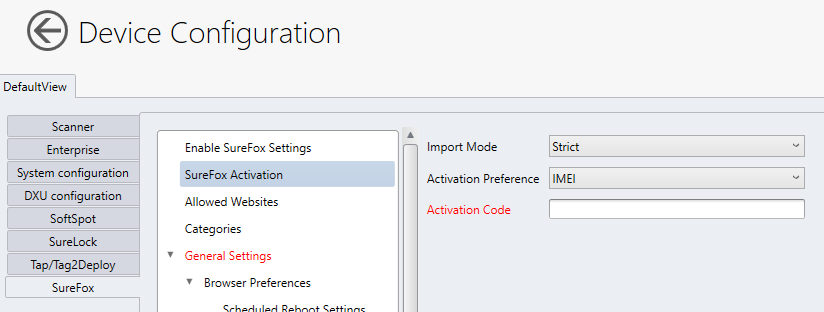 Device Configuration
DefaultView
Scanner
Enterprise
System configuration
DXU configuration
SoftSpot
SureLock
Tap/Tag2Deploy
SureFox
Enable SureFox Settings
SureFox Activation
Allowed Websites
Categories
General Settings
Browser Preferences
Scheduled Reboot Settings
Import Mode Strict
Activation Preference IMEI
Activation Code